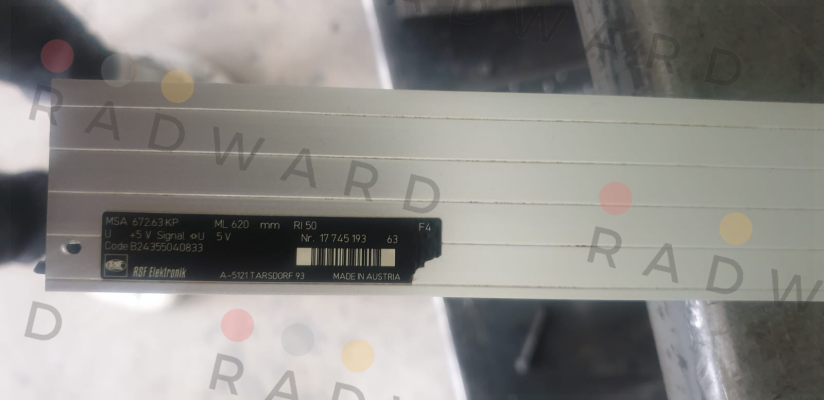 RADWARD
RADWARD
MSA 672.63 KP ML 620 mm RI 50 F4
U +5 V Signal U 5 V Nr. 17 745 193 63
Code B24355040833
RSF Elektronik A-5121 TARSDORF 93 MADE IN AUSTRIA
RADW
D
RADWARD